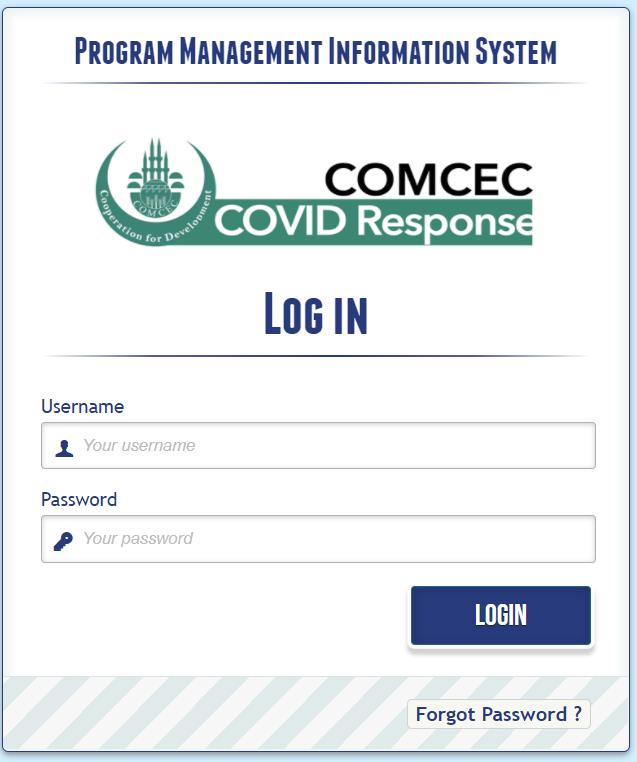 Program Management Information System
COMCEC
Cooperation for Development
COMCEC
COVID Response
Log in
Username
Your username
Password
Your password
LOGIN
Forgot Password ?